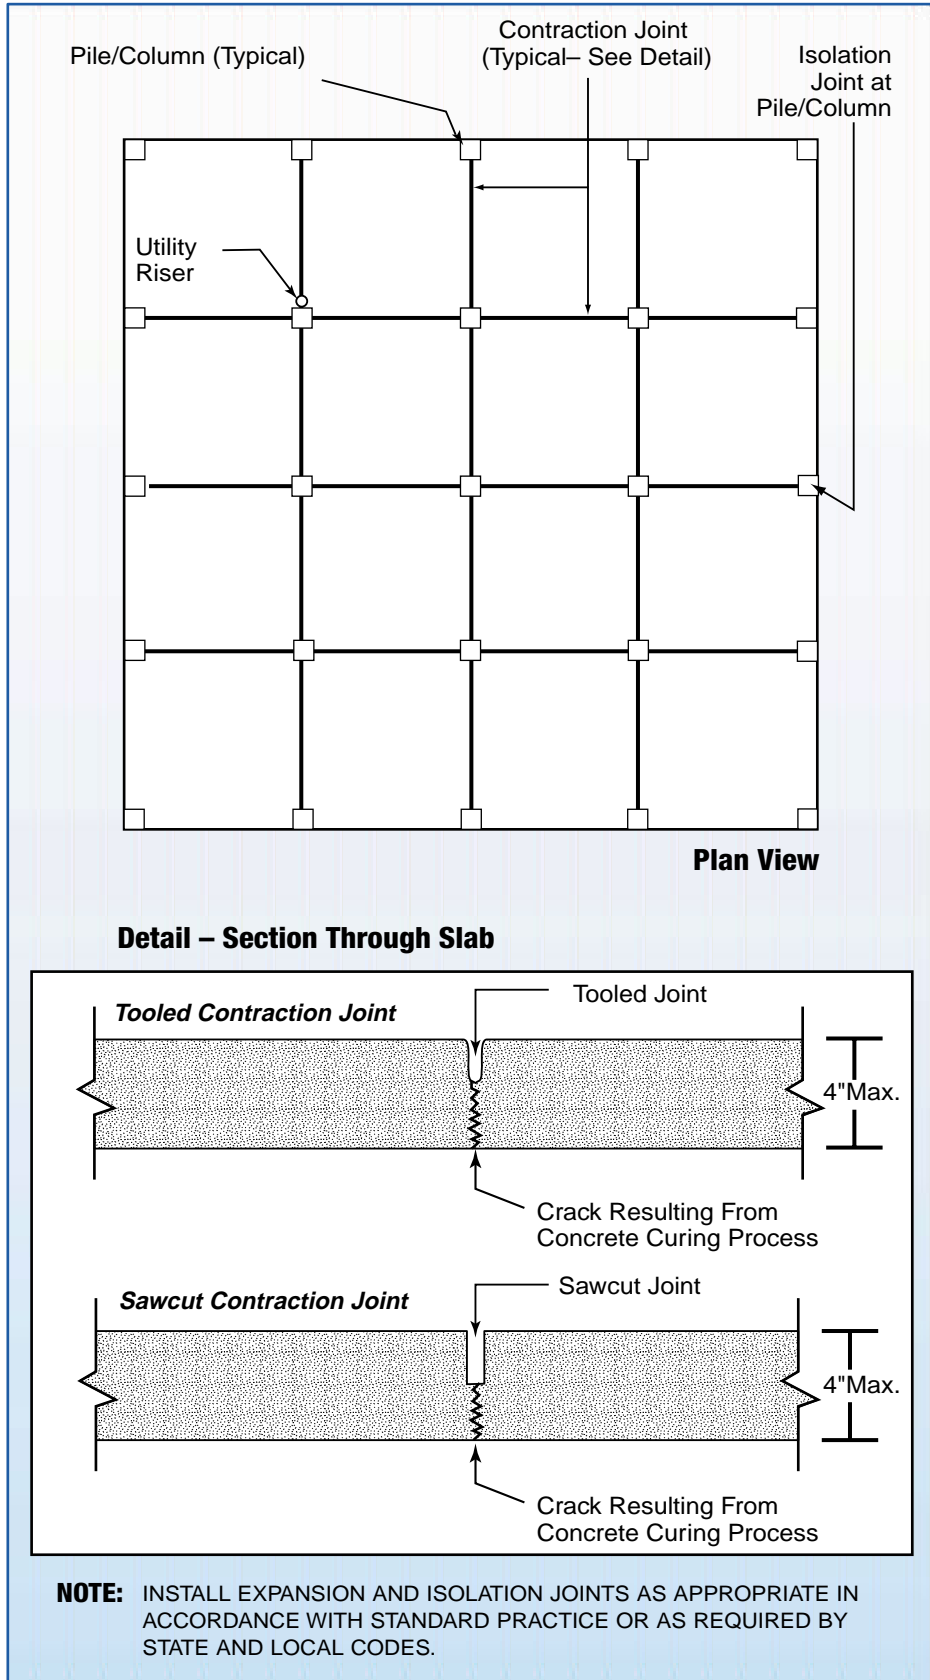 Pile/Column (Typical)
Contraction Joint
(Typical– See Detail)
Isolation
Joint at
Pile/Column
Utility
Riser
Plan View
Detail – Section Through Slab
Tooled Contraction Joint
Tooled Joint
4"Max.
Crack Resulting From
Concrete Curing Process
Sawcut Contraction Joint
Sawcut Joint
4"Max.
Crack Resulting From
Concrete Curing Process
NOTE: INSTALL EXPANSION AND ISOLATION JOINTS AS APPROPRIATE IN
ACCORDANCE WITH STANDARD PRACTICE OR AS REQUIRED BY
STATE AND LOCAL CODES.